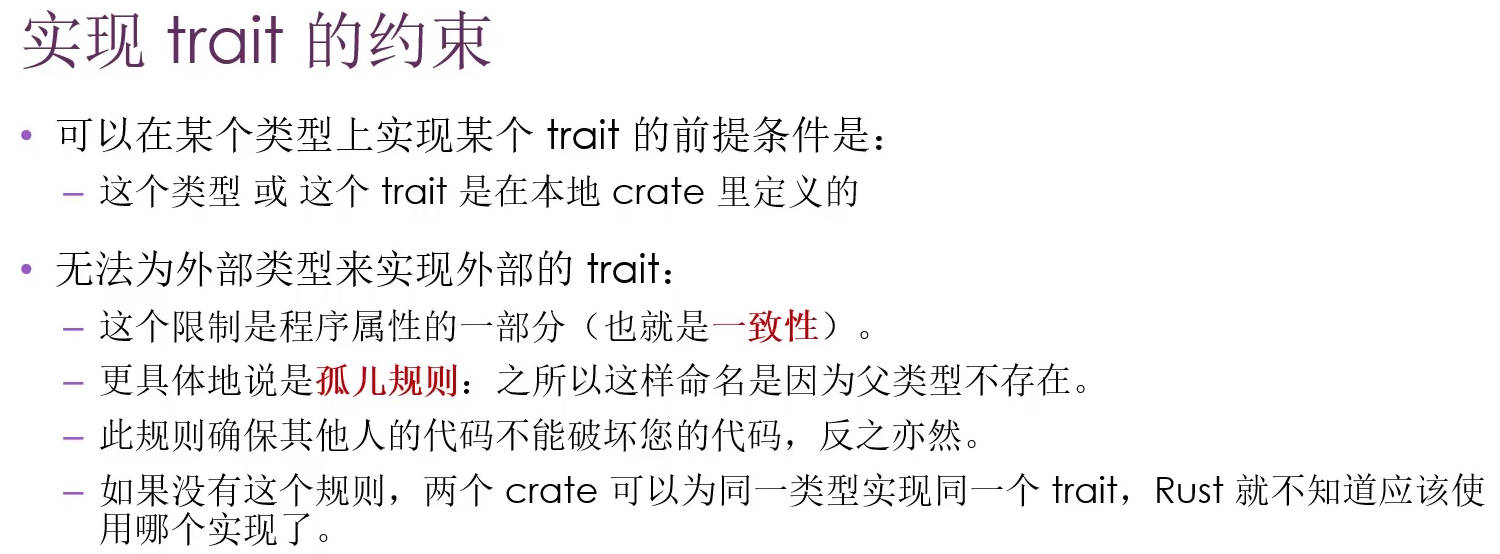 实现 trait 的约束
• 可以在某个类型上实现某个 trait 的前提条件是：
– 这个类型 或 这个 trait 是在本地 crate 里定义的
• 无法为外部类型来实现外部的 trait：
– 这个限制是程序属性的一部分（也就是一致性）。
– 更具体地说是孤儿规则：之所以这样命名是因为父类型不存在。
– 此规则确保其他人的代码不能破坏您的代码，反之亦然。
– 如果没有这个规则，两个 crate 可以为同一类型实现同一个 trait，Rust 就不知道应该使
用哪个实现了。